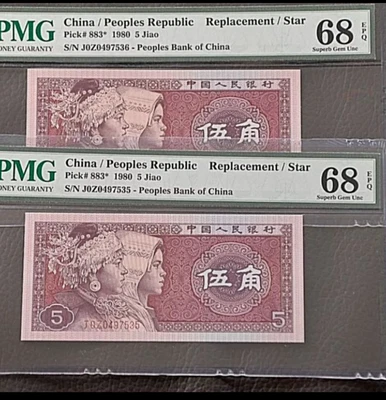 PMG
ONEY GUARANTY
China / Peoples Republic Replacement / Star
Pick# 883* 1980 5 Jiao
S/N J0Z0497536 - Peoples Bank of China
68 EPQ
Superb Gem Unc
中国人民银行
伍角
PMG
ONEY GUARANTY
China / Peoples Republic Replacement / Star
Pick# 883* 1980 5 Jiao
S/N J0Z0497535 - Peoples Bank of China
68 EPQ
Superb Gem Unc
中国人民银行
伍角
5 J0Z0497535 5